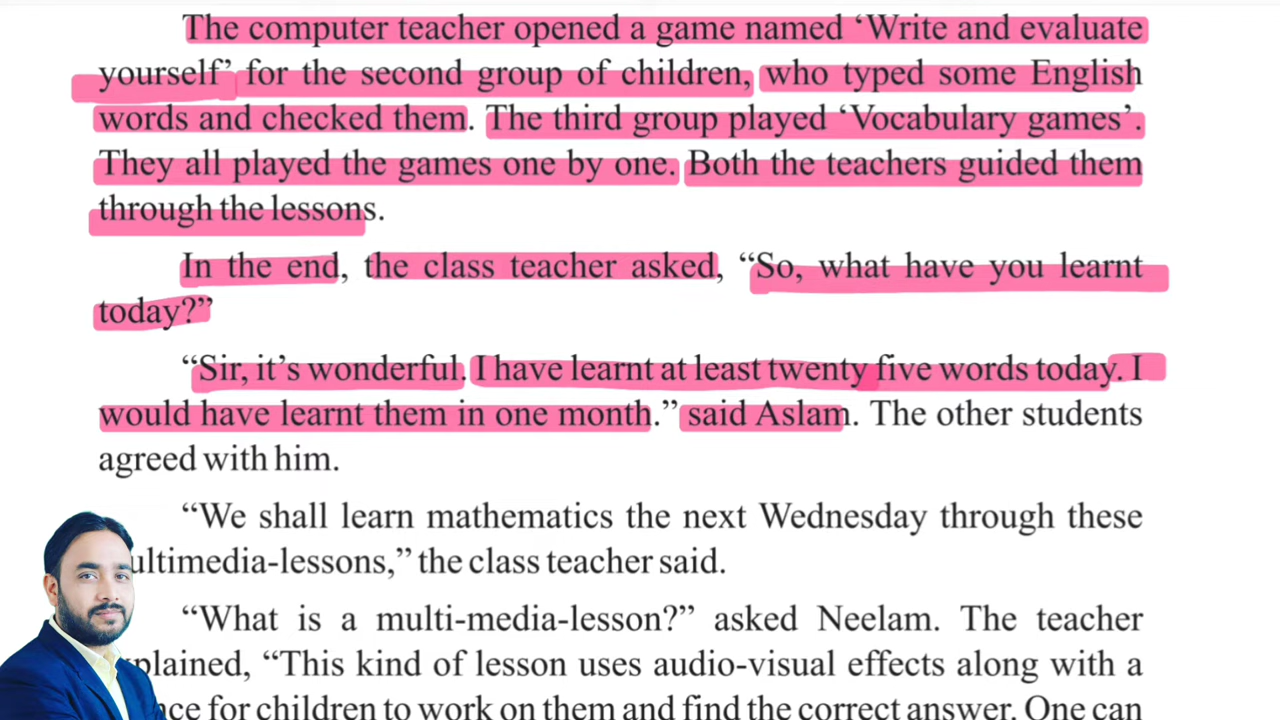 The computer teacher opened a game named ‘Write and evaluate
yourself’ for the second group of children, who typed some English
words and checked them. The third group played ‘Vocabulary games’.
They all played the games one by one. Both the teachers guided them
through the lessons.
In the end, the class teacher asked, “So, what have you learnt
today?”
“Sir, it’s wonderful. I have learnt at least twenty five words today. I
would have learnt them in one month.” said Aslam. The other students
agreed with him.
“We shall learn mathematics the next Wednesday through these
ultimedia-lessons,” the class teacher said.
“What is a multi-media-lesson?” asked Neelam. The teacher
plained, “This kind of lesson uses audio-visual effects along with a
nce for children to work on them and find the correct answer. One can